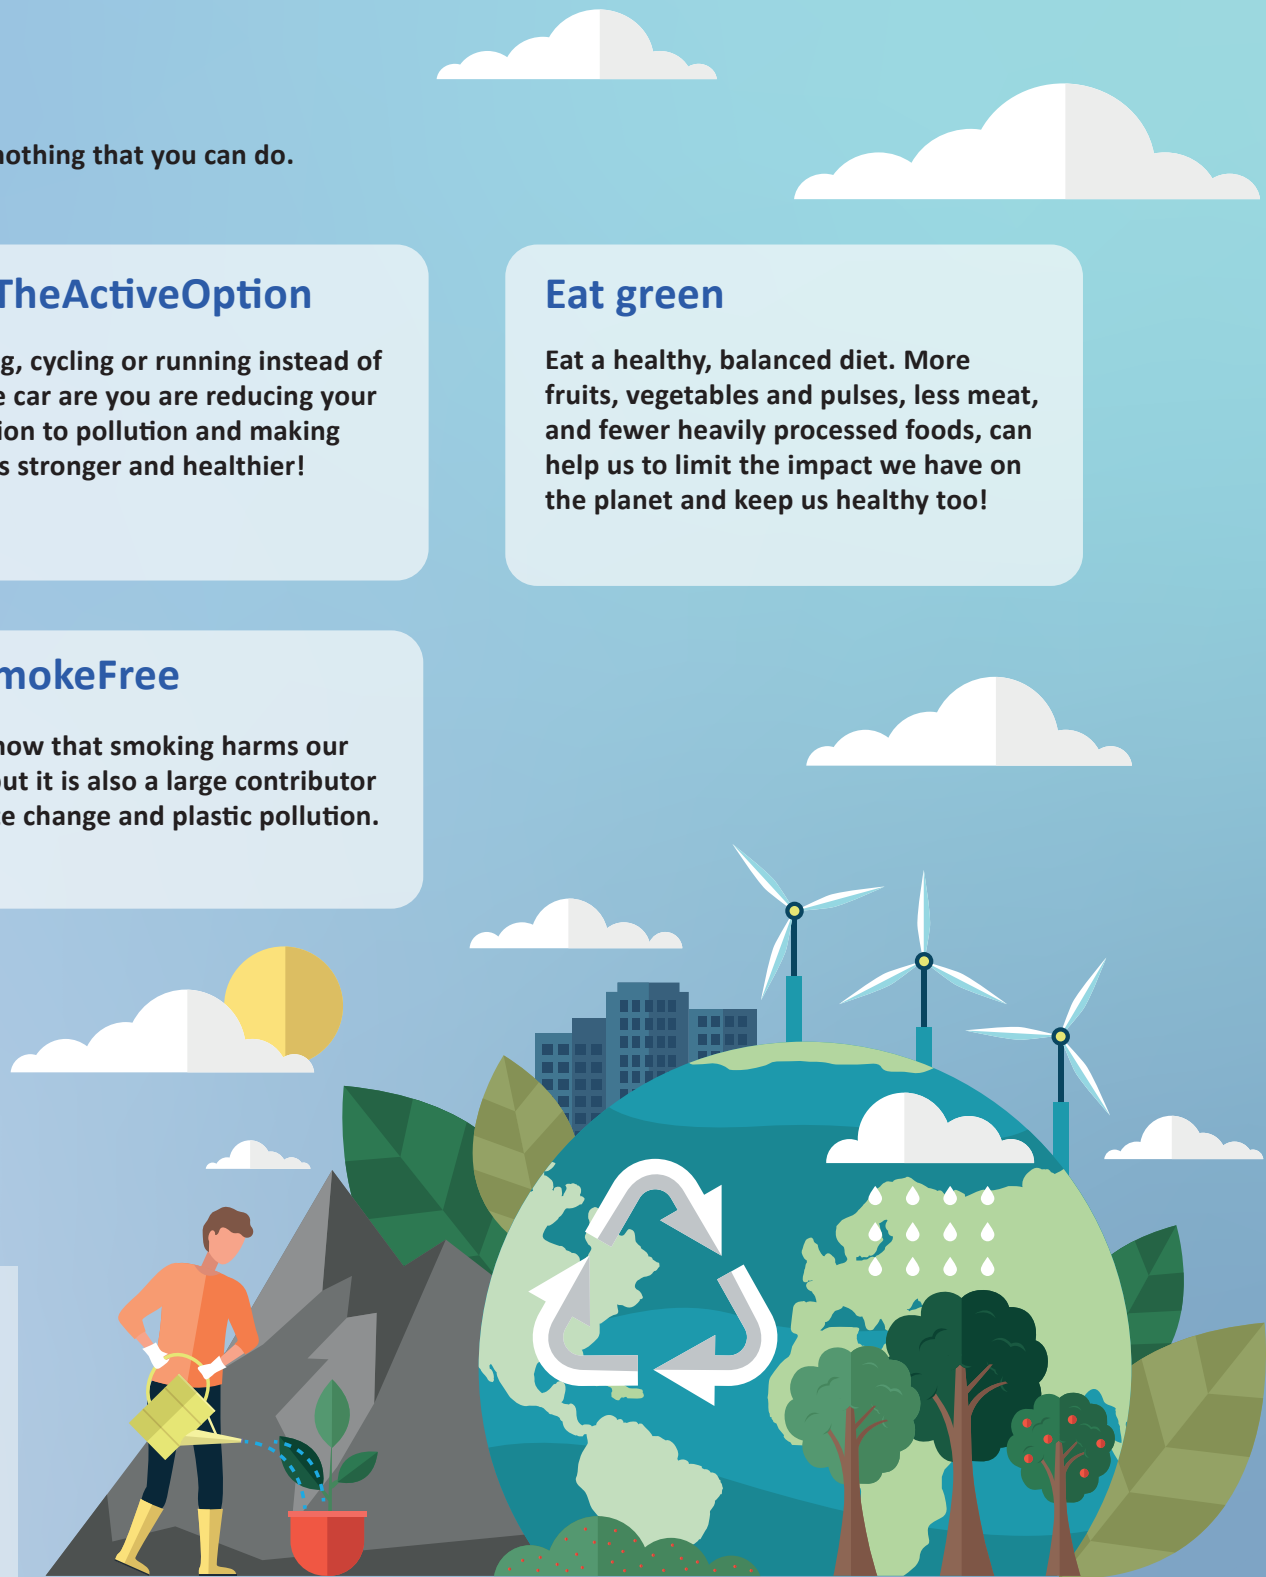 nothing that you can do.
TheActiveOption
g, cycling or running instead of
e car are you are reducing your
ion to pollution and making
s stronger and healthier!
Eat green
Eat a healthy, balanced diet. More
fruits, vegetables and pulses, less meat,
and fewer heavily processed foods, can
help us to limit the impact we have on
the planet and keep us healthy too!
mokeFree
now that smoking harms our
out it is also a large contributor
e change and plastic pollution.